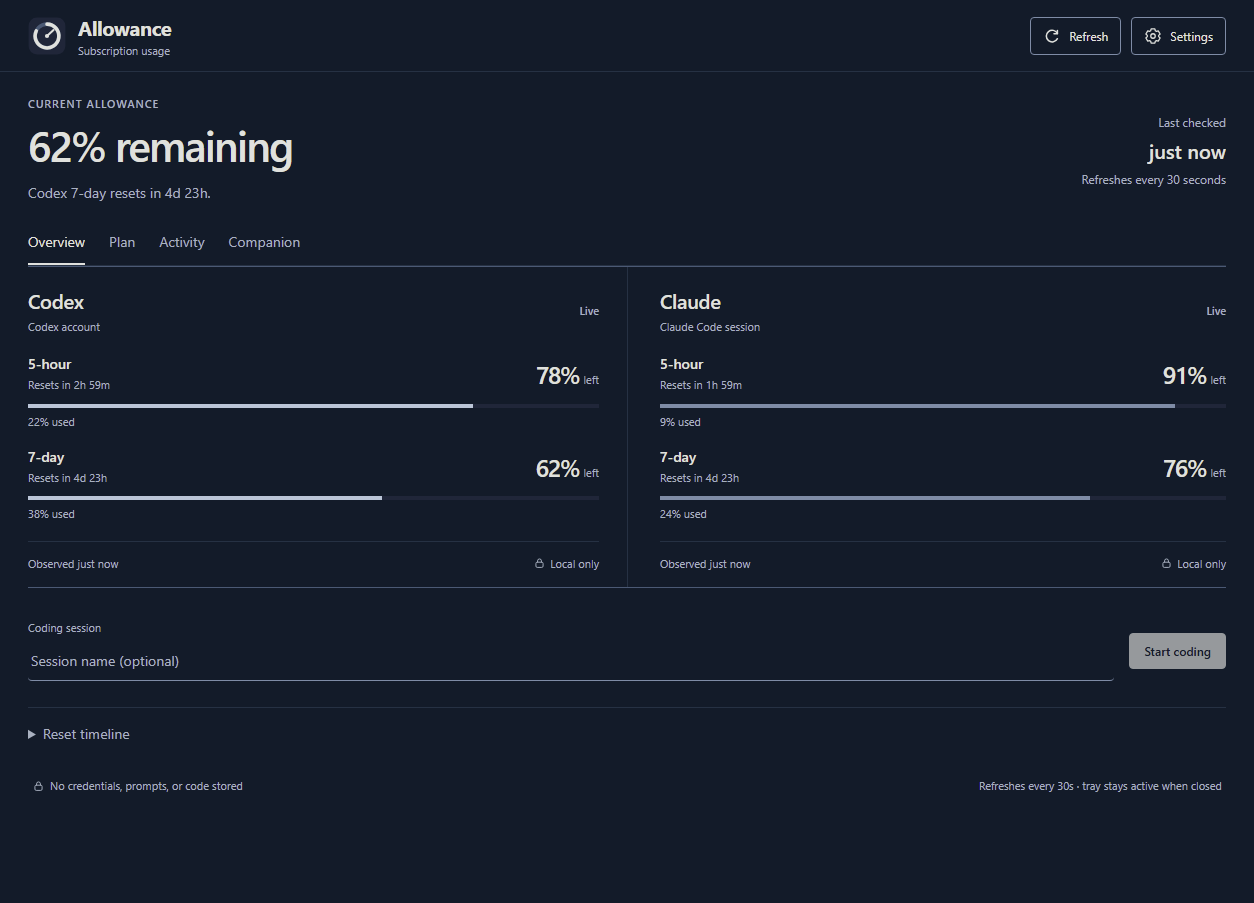 Allowance
Subscription usage
Refresh
Settings
CURRENT ALLOWANCE
62% remaining
Codex 7-day resets in 4d 23h.
Last checked
just now
Refreshes every 30 seconds
Overview
Plan
Activity
Companion
Codex
Codex account
Live
5-hour
Resets in 2h 59m
78% left
22% used
7-day
Resets in 4d 23h
62% left
38% used
Observed just now
Local only
Claude
Claude Code session
Live
5-hour
Resets in 1h 59m
91% left
9% used
7-day
Resets in 4d 23h
76% left
24% used
Observed just now
Local only
Coding session
Session name (optional)
Start coding
Reset timeline
No credentials, prompts, or code stored
Refreshes every 30s · tray stays active when closed